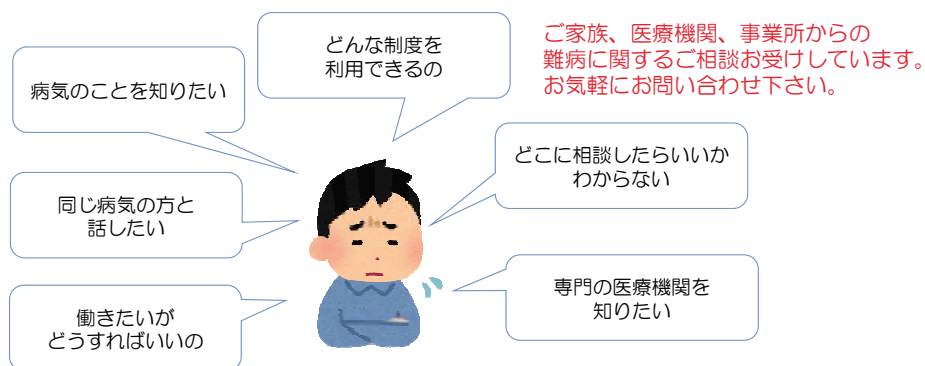 どんな制度を
利用できるの
ご家族、医療機関、事業所からの
難病に関するご相談お受けしています。
お気軽にお問い合わせ下さい。
病気のことを知りたい
どこに相談したらいいか
わからない
同じ病気の方と
話したい
専門の医療機関を
知りたい
働きたいが
どうすればいいの